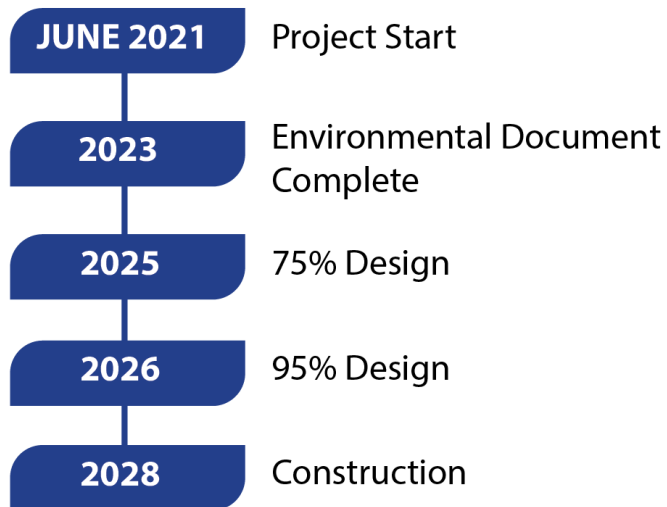 JUNE 2021 Project Start
2023 Environmental Document
Complete
2025 75% Design
2026 95% Design
2028 Construction